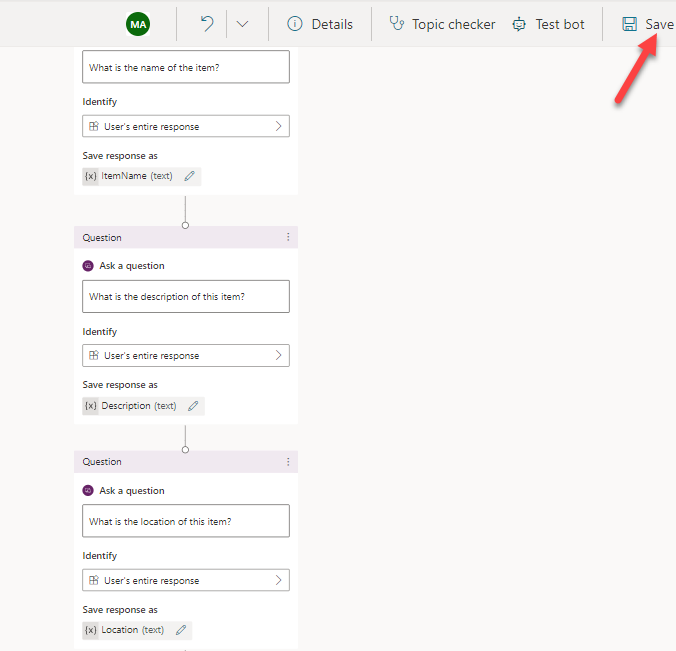 MA
Details
Topic checker
Test bot
Save
What is the name of the item?
Identify
User's entire response
Save response as
{x} ItemName (text)
Question
Ask a question
What is the description of this item?
Identify
User's entire response
Save response as
{x} Description (text)
Question
Ask a question
What is the location of this item?
Identify
User's entire response
Save response as
{x} Location (text)